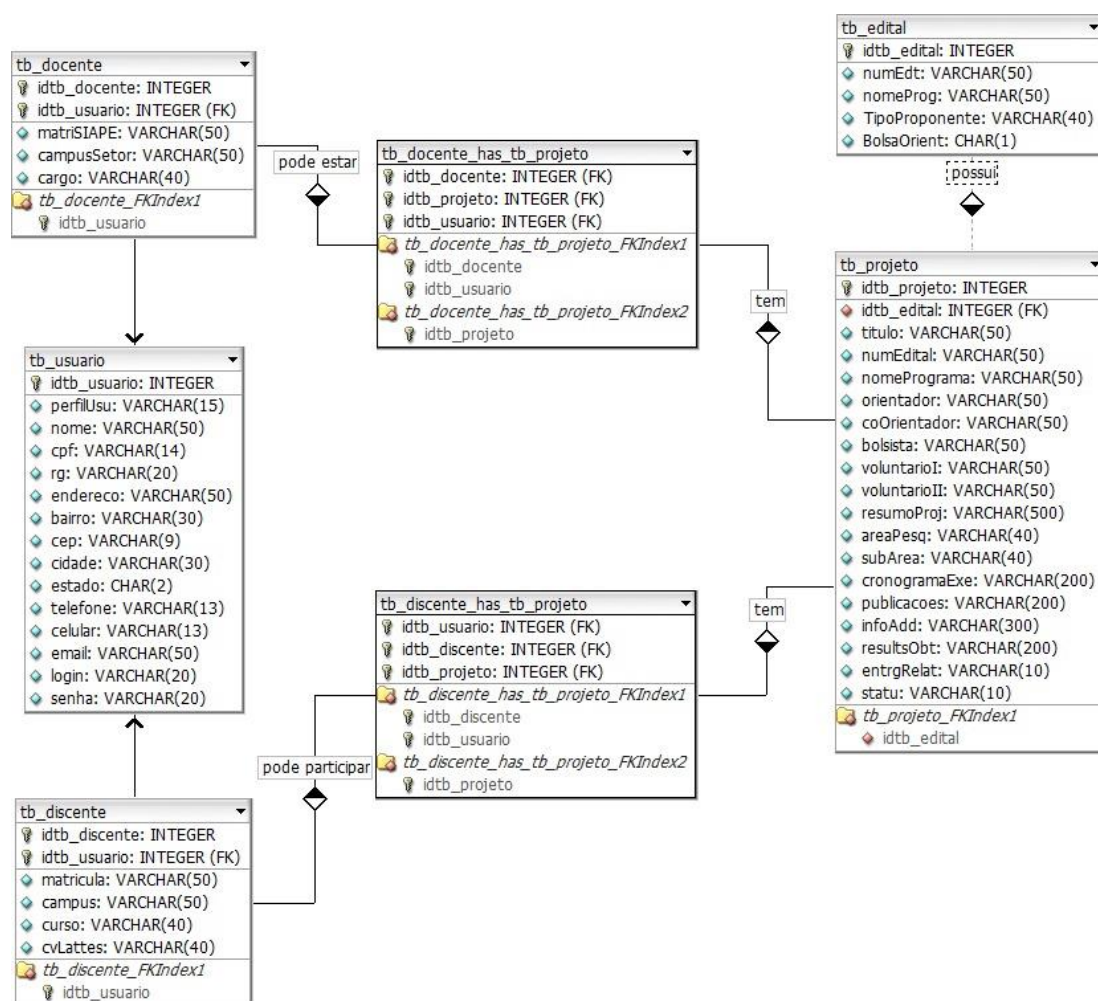 tb_docente
idtb_docente: INTEGER
idtb_usuario: INTEGER (FK)
matriSIAPE: VARCHAR(50)
campusSetor: VARCHAR(50)
cargo: VARCHAR(40)
tb_docente_FKIndex1
idtb_usuario
pode estar
tb_docente_has_tb_projeto
idtb_docente: INTEGER (FK)
idtb_projeto: INTEGER (FK)
idtb_usuario: INTEGER (FK)
tb_docente_has_tb_projeto_FKIndex1
idtb_docente
idtb_usuario
tb_docente_has_tb_projeto_FKIndex2
idtb_projeto
tem
tb_edital
idtb_edital: INTEGER
numEdt: VARCHAR(50)
nomeProg: VARCHAR(50)
TipoProponente: VARCHAR(40)
BolsaOrient: CHAR(1)
possui
tb_projeto
idtb_projeto: INTEGER
idtb_edital: INTEGER (FK)
titulo: VARCHAR(50)
numEdital: VARCHAR(50)
nomePrograma: VARCHAR(50)
orientador: VARCHAR(50)
coOrientador: VARCHAR(50)
bolsista: VARCHAR(50)
voluntarioI: VARCHAR(50)
voluntarioII: VARCHAR(50)
resumoProj: VARCHAR(500)
areaPesq: VARCHAR(40)
subArea: VARCHAR(40)
cronogramaExe: VARCHAR(200)
publicacoes: VARCHAR(200)
infoAdd: VARCHAR(300)
resultsObt: VARCHAR(200)
entrgRelat: VARCHAR(10)
statu: VARCHAR(10)
tb_projeto_FKIndex1
idtb_edital
tb_usuario
idtb_usuario: INTEGER
perfilUsu: VARCHAR(15)
nome: VARCHAR(50)
cpf: VARCHAR(14)
rg: VARCHAR(20)
endereco: VARCHAR(50)
bairro: VARCHAR(30)
cep: VARCHAR(9)
cidade: VARCHAR(30)
estado: CHAR(2)
telefone: VARCHAR(13)
celular: VARCHAR(13)
email: VARCHAR(50)
login: VARCHAR(20)
senha: VARCHAR(20)
tb_discente_has_tb_projeto
idtb_usuario: INTEGER (FK)
idtb_discente: INTEGER (FK)
idtb_projeto: INTEGER (FK)
tb_discente_has_tb_projeto_FKIndex1
idtb_discente
idtb_usuario
tb_discente_has_tb_projeto_FKIndex2
idtb_projeto
tem
pode participar
tb_discente
idtb_discente: INTEGER
idtb_usuario: INTEGER (FK)
matricula: VARCHAR(50)
campus: VARCHAR(50)
curso: VARCHAR(40)
cvLattes: VARCHAR(40)
tb_discente_FKIndex1
idtb_usuario